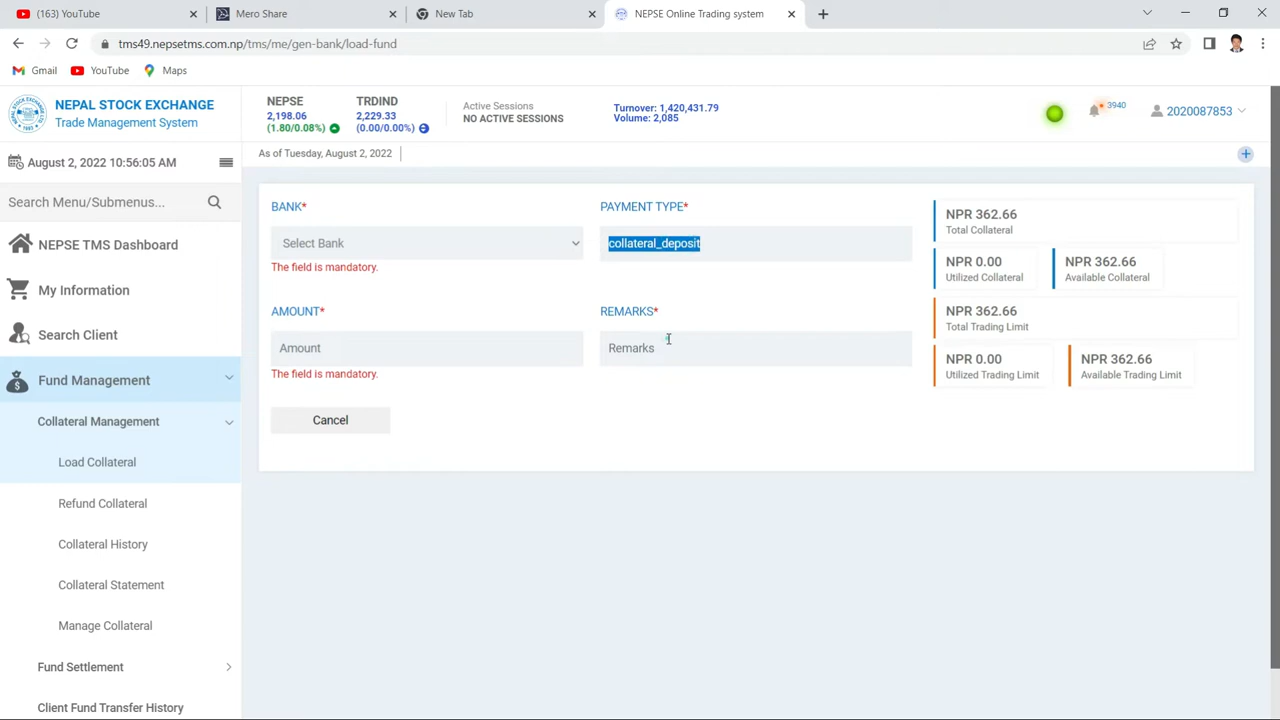 (163) YouTube
Mero Share
New Tab
NEPSE Online Trading system
tms49.nepsetms.com.np/tms/me/gen-bank/load-fund
Gmail
YouTube
Maps
NEPAL STOCK EXCHANGE
Trade Management System
NEPSE
2,198.06
(1.80/0.08%)
TRDIND
2,229.33
(0.00/0.00%)
Active Sessions
NO ACTIVE SESSIONS
Turnover: 1,420,431.79
Volume: 2,085
3940
2020087853
August 2, 2022 10:56:05 AM
As of Tuesday, August 2, 2022
Search Menu/Submenus...
NEPSE TMS Dashboard
My Information
Search Client
Fund Management
Collateral Management
Load Collateral
Refund Collateral
Collateral History
Collateral Statement
Manage Collateral
Fund Settlement
Client Fund Transfer History
BANK*
Select Bank
The field is mandatory.
PAYMENT TYPE*
collateral_deposit
AMOUNT*
Amount
The field is mandatory.
REMARKS*
Remarks
Cancel
NPR 362.66
Total Collateral
NPR 0.00
Utilized Collateral
NPR 362.66
Available Collateral
NPR 362.66
Total Trading Limit
NPR 0.00
Utilized Trading Limit
NPR 362.66
Available Trading Limit